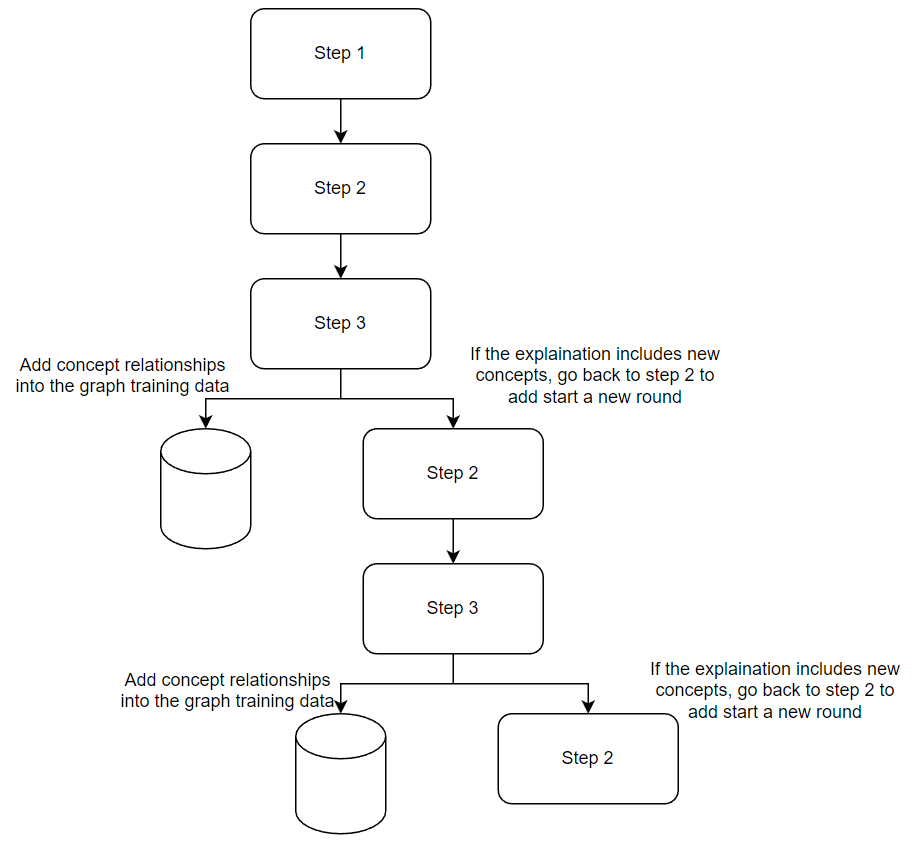 Step 1
Step 2
Step 3
Add concept relationships
into the graph training data
If the explaination includes new
concepts, go back to step 2 to
add start a new round
Step 2
Step 3
Add concept relationships
into the graph training data
If the explaination includes new
concepts, go back to step 2 to
add start a new round
Step 2